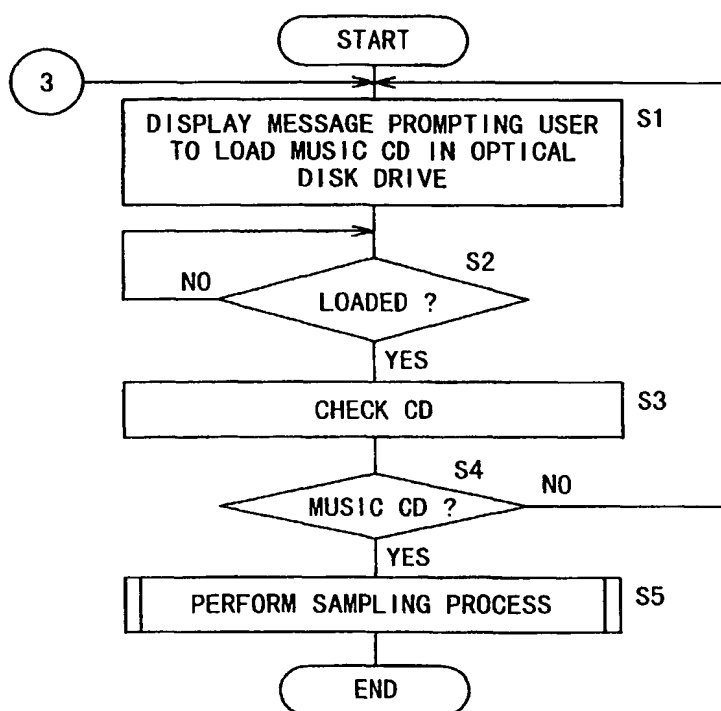 START
3
DISPLAY MESSAGE PROMPTING USER
TO LOAD MUSIC CD IN OPTICAL
DISK DRIVE
S1
S2
NO
LOADED ?
YES
CHECK CD
S3
S4
MUSIC CD ?
NO
YES
PERFORM SAMPLING PROCESS
S5
END